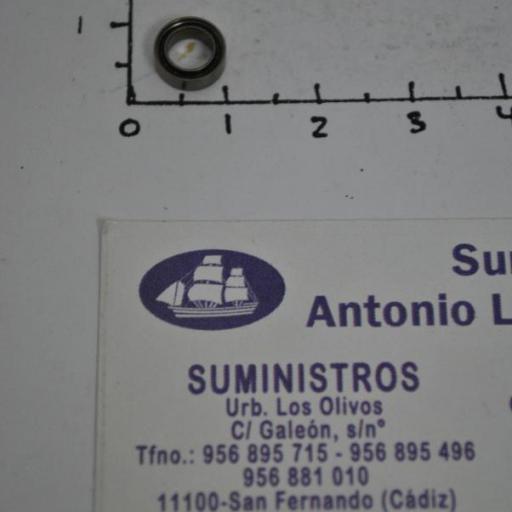 1
0 1 2 3 4
Antonio
SUMINISTROS
Urb. Los Olivos
C/ Galeón, s/nº
Tfno.: 956 895 715 - 956 895 496
956 881 010
11100-San Fernando (Cádiz)